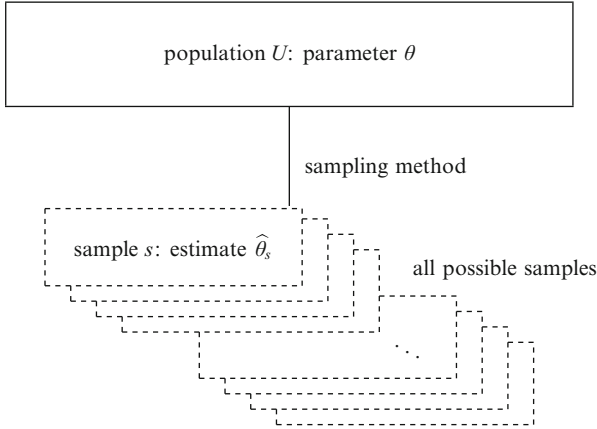 population U: parameter θ
sampling method
sample s: estimate θ̂ₛ
all possible samples